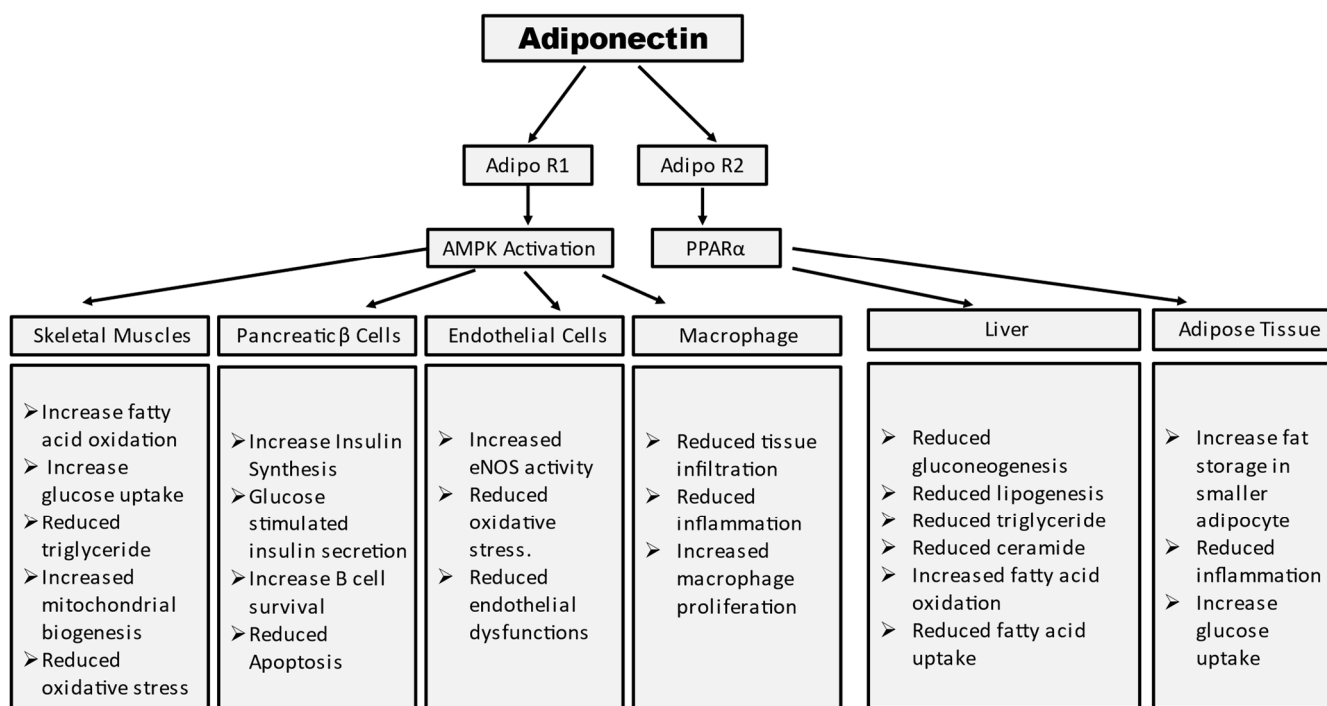 Adiponectin
Adipo R1
Adipo R2
AMPK Activation
PPARα
Skeletal Muscles
Pancreatic β Cells
Endothelial Cells
Macrophage
Liver
Adipose Tissue
➢Increase fatty
acid oxidation
➢ Increase
glucose uptake
➢Reduced
triglyceride
➢Increased
mitochondrial
biogenesis
➢Reduced
oxidative stress
➢Increase Insulin
Synthesis
➢Glucose
stimulated
insulin secretion
➢Increase B cell
survival
➢Reduced
Apoptosis
➢ Increased
eNOS activity
➢ Reduced
oxidative
stress.
➢ Reduced
endothelial
dysfunctions
➢ Reduced tissue
infiltration
➢ Reduced
inflammation
➢ Increased
macrophage
proliferation
➢ Reduced
gluconeogenesis
➢ Reduced lipogenesis
➢ Reduced triglyceride
➢ Reduced ceramide
➢ Increased fatty acid
oxidation
➢ Reduced fatty acid
uptake
➢ Increase fat
storage in
smaller
adipocyte
➢ Reduced
inflammation
➢ Increase
glucose
uptake